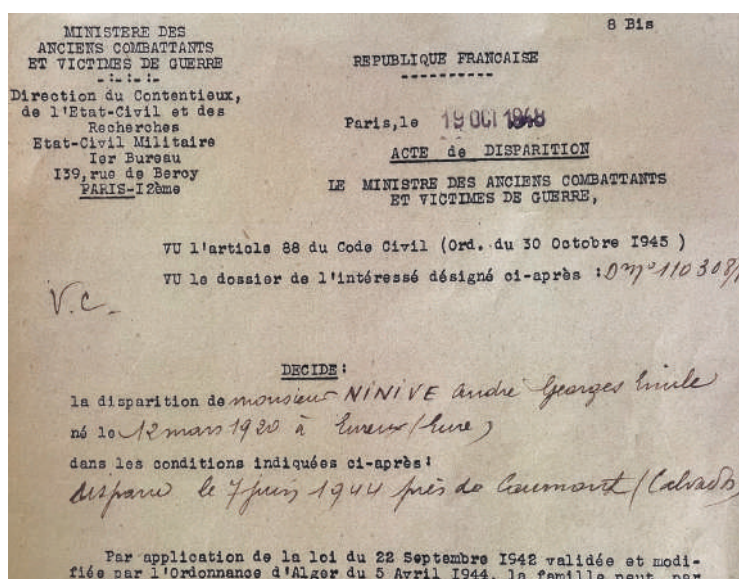 8 Bis
MINISTERE DES
ANCIENS COMBATTANTS
ET VICTIMES DE GUERRE
-:-:-:-
Direction du Contentieux,
de l'Etat-Civil et des
Recherches
Etat-Civil Militaire
Ier Bureau
I39, rue de Bercy
PARIS-I2ème
REPUBLIQUE FRANCAISE
----------
Paris,le 19 OCT 1948
ACTE de DISPARITION
LE MINISTRE DES ANCIENS COMBATTANTS
ET VICTIMES DE GUERRE,
VU l'article 88 du Code Civil (Ord. du 30 Octobre 1945 )
VU le dossier de l'intéressé désigné ci-après : 110308/
V.C.-
DECIDE:
la disparition de monsieur NINIVE André Georges Emile
né le 12 mars 1920 à Evreux (Eure)
dans les conditions indiquées ci-après:
disparu le 7 juin 1944 près de Caumont (Calvados)
Par application de la loi du 22 Septembre 1942 validée et modi-
fiée par l'Ordonnance d'Alger du 5 Avril I944, la famille peut, par